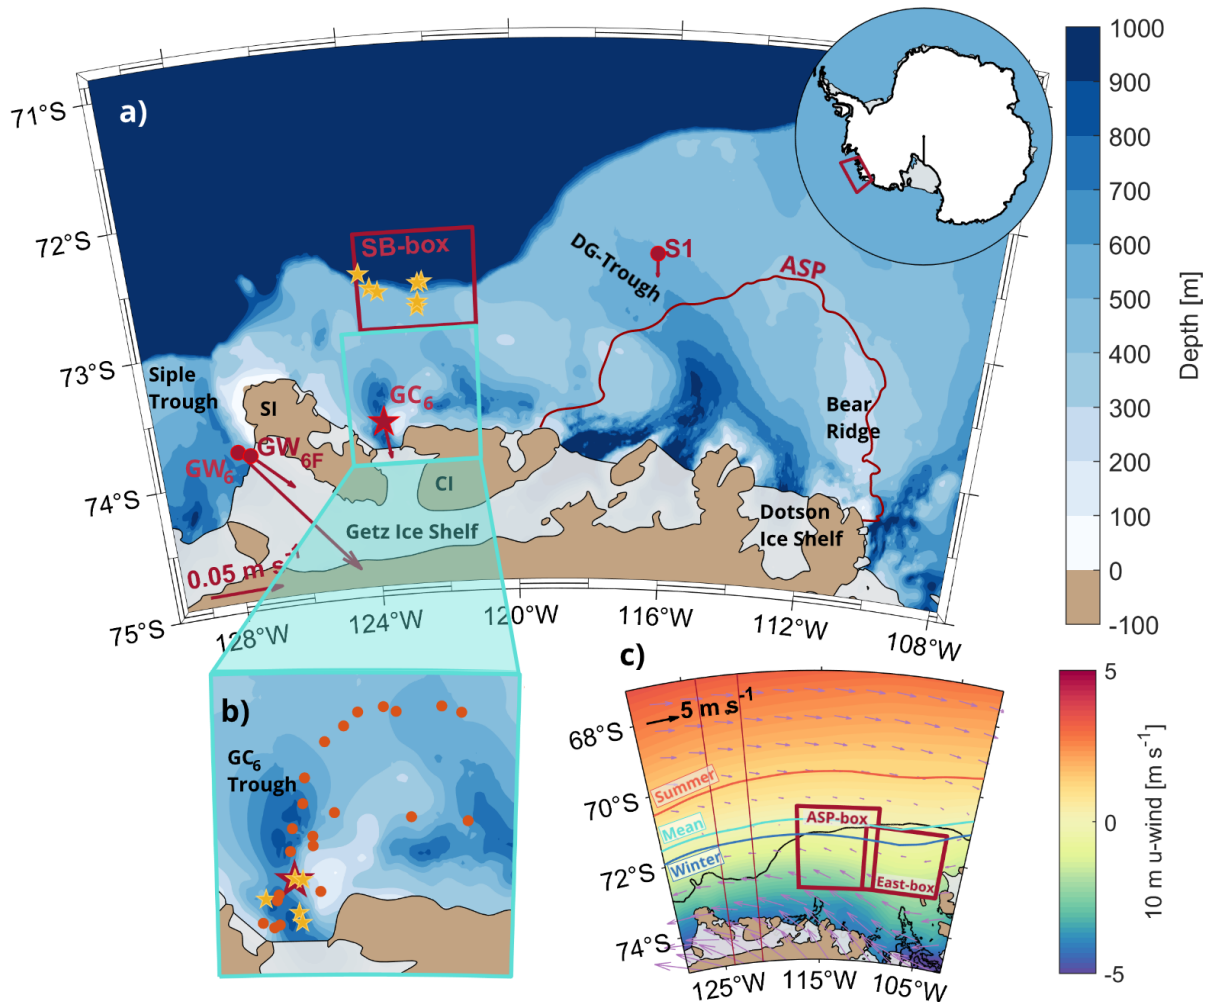 a)
71°S
72°S
73°S
74°S
75°S
128°W
124°W
120°W
116°W
112°W
108°W
SB-box
DG-Trough
S1
ASP
Siple
Trough
SI
GC6
GW6
GW6F
CI
Bear
Ridge
Getz Ice Shelf
Dotson
Ice Shelf
0.05 m s-1
1000
900
800
700
600
500
400
300
200
100
0
-100
Depth [m]
b)
GC6
Trough
c)
5 m s-1
68°S
70°S
72°S
74°S
125°W
115°W
105°W
Summer
Mean
Winter
ASP-box
East-box
5
0
-5
10 m u-wind [m s-1]